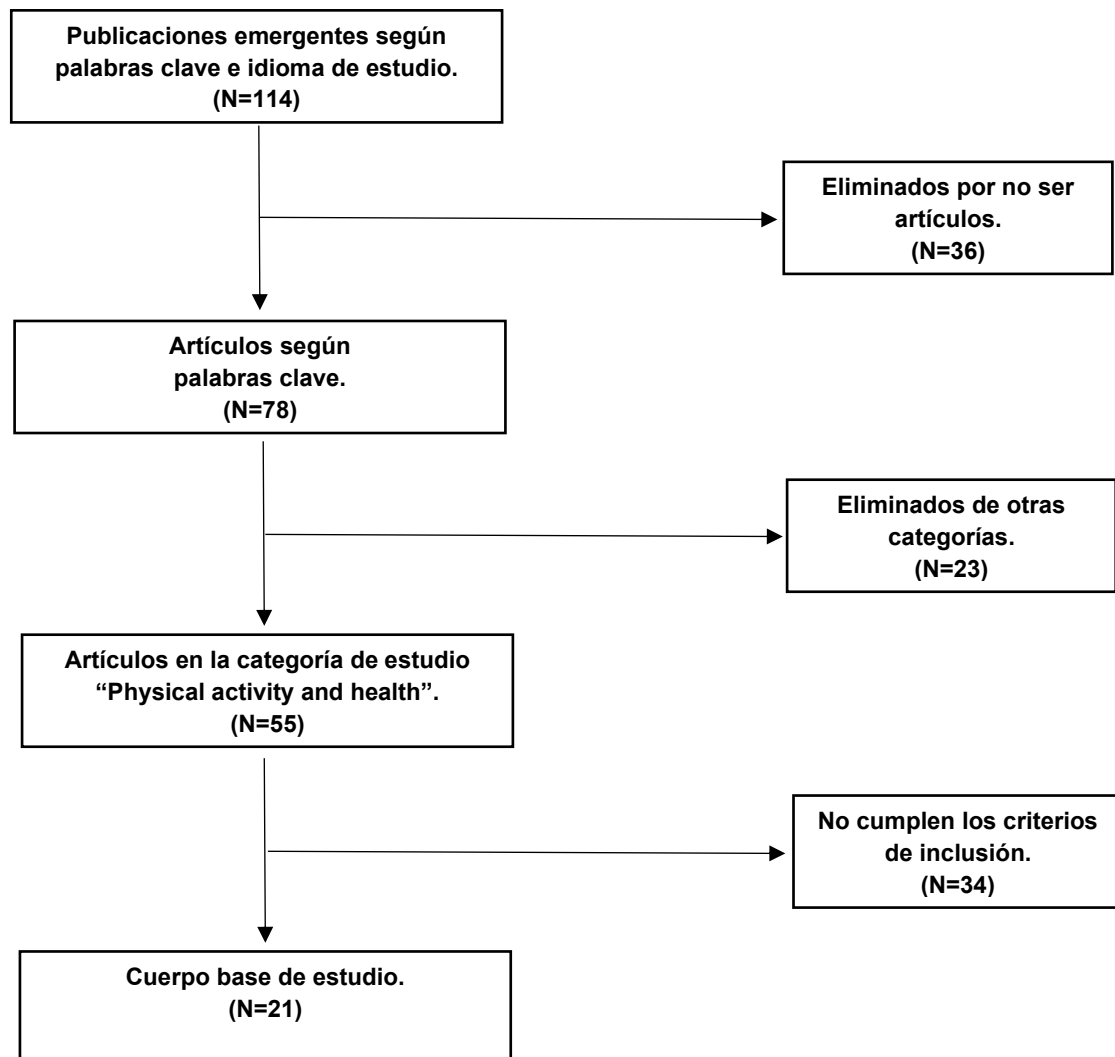 Publicaciones emergentes según
palabras clave e idioma de estudio.
(N=114)
Eliminados por no ser
artículos.
(N=36)
Artículos según
palabras clave.
(N=78)
Eliminados de otras
categorías.
(N=23)
Artículos en la categoría de estudio
“Physical activity and health”.
(N=55)
No cumplen los criterios
de inclusión.
(N=34)
Cuerpo base de estudio.
(N=21)